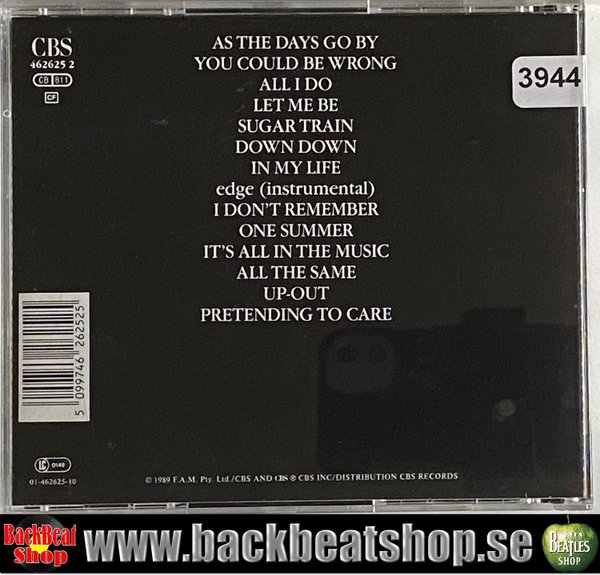 CBS
462625 2
CB 811
CF
3944
AS THE DAYS GO BY
YOU COULD BE WRONG
ALL I DO
LET ME BE
SUGAR TRAIN
DOWN DOWN
IN MY LIFE
edge (instrumental)
I DON'T REMEMBER
ONE SUMMER
IT'S ALL IN THE MUSIC
ALL THE SAME
UP-OUT
PRETENDING TO CARE
5 099746 262525
LC 0149
01-462625-10
© 1989 F.A.M. Pty. Ltd./CBS AND CBS ® CBS INC/DISTRIBUTION CBS RECORDS
BackBeat
Shop
www.backbeatshop.se
BEATLES
SHOP